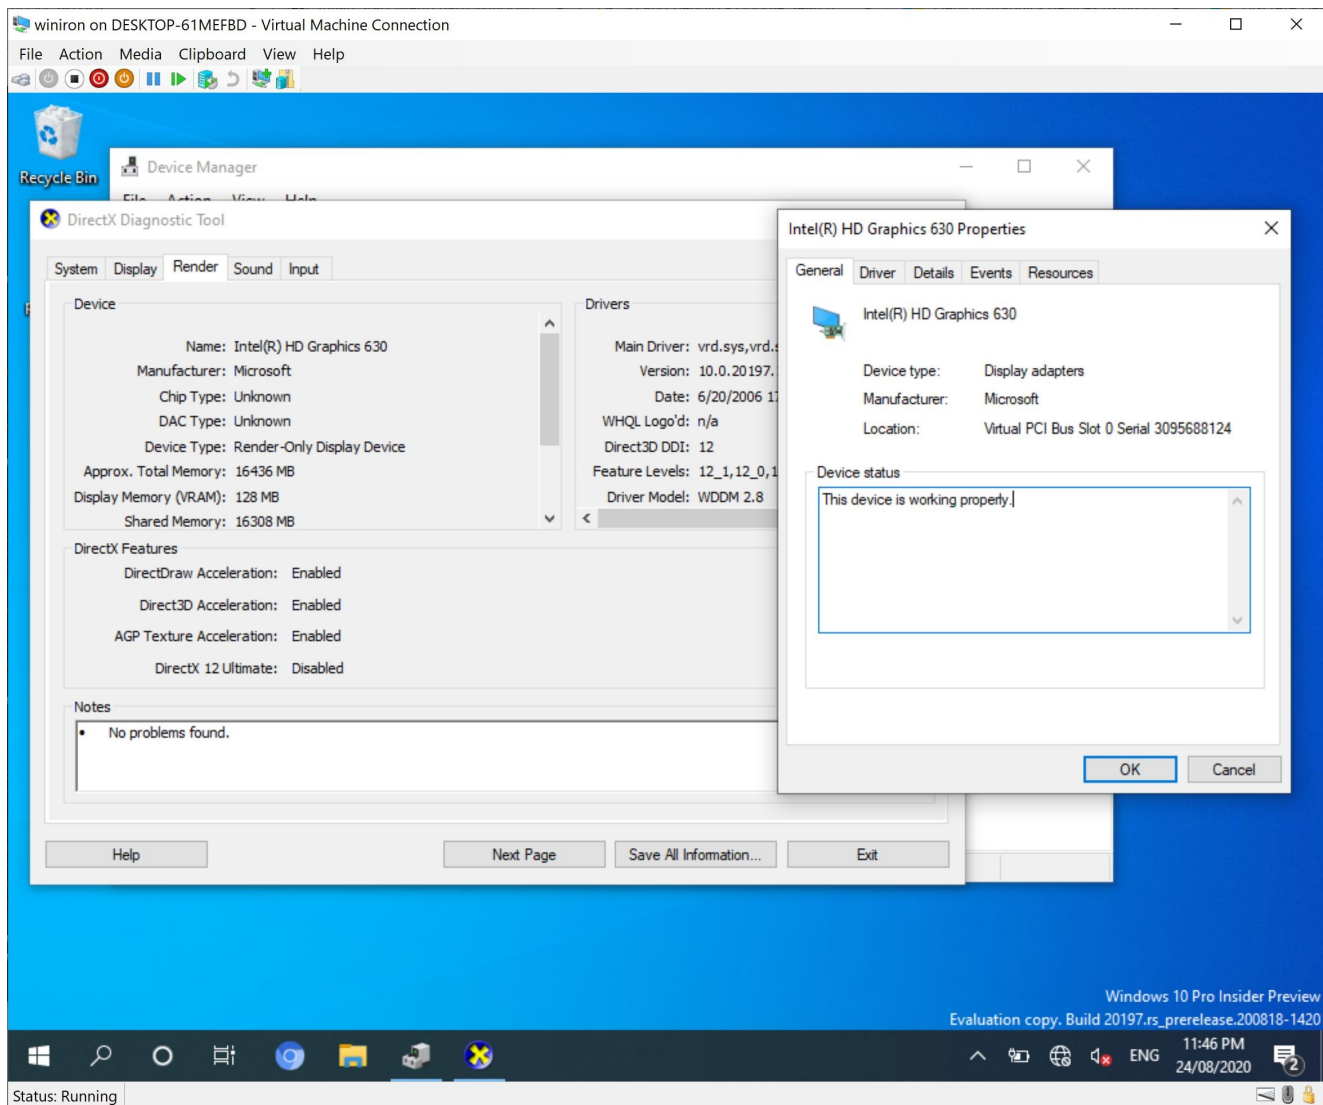 winiron on DESKTOP-61MEFBD - Virtual Machine Connection
File Action Media Clipboard View Help
Recycle Bin
Device Manager
File Action View Help
DirectX Diagnostic Tool
System Display Render Sound Input
Device
Name: Intel(R) HD Graphics 630
Manufacturer: Microsoft
Chip Type: Unknown
DAC Type: Unknown
Device Type: Render-Only Display Device
Approx. Total Memory: 16436 MB
Display Memory (VRAM): 128 MB
Shared Memory: 16308 MB
Drivers
Main Driver: vrd.sys,vrd.
Version: 10.0.20197.
Date: 6/20/2006 17
WHQL Logo'd: n/a
Direct3D DDI: 12
Feature Levels: 12_1,12_0,1
Driver Model: WDDM 2.8
DirectX Features
DirectDraw Acceleration: Enabled
Direct3D Acceleration: Enabled
AGP Texture Acceleration: Enabled
DirectX 12 Ultimate: Disabled
Notes
• No problems found.
Help Next Page Save All Information... Exit
Intel(R) HD Graphics 630 Properties
General Driver Details Events Resources
Intel(R) HD Graphics 630
Device type: Display adapters
Manufacturer: Microsoft
Location: Virtual PCI Bus Slot 0 Serial 3095688124
Device status
This device is working properly.
OK Cancel
Windows 10 Pro Insider Preview
Evaluation copy. Build 20197.rs_prerelease.200818-1420
ENG
11:46 PM
24/08/2020
2
Status: Running